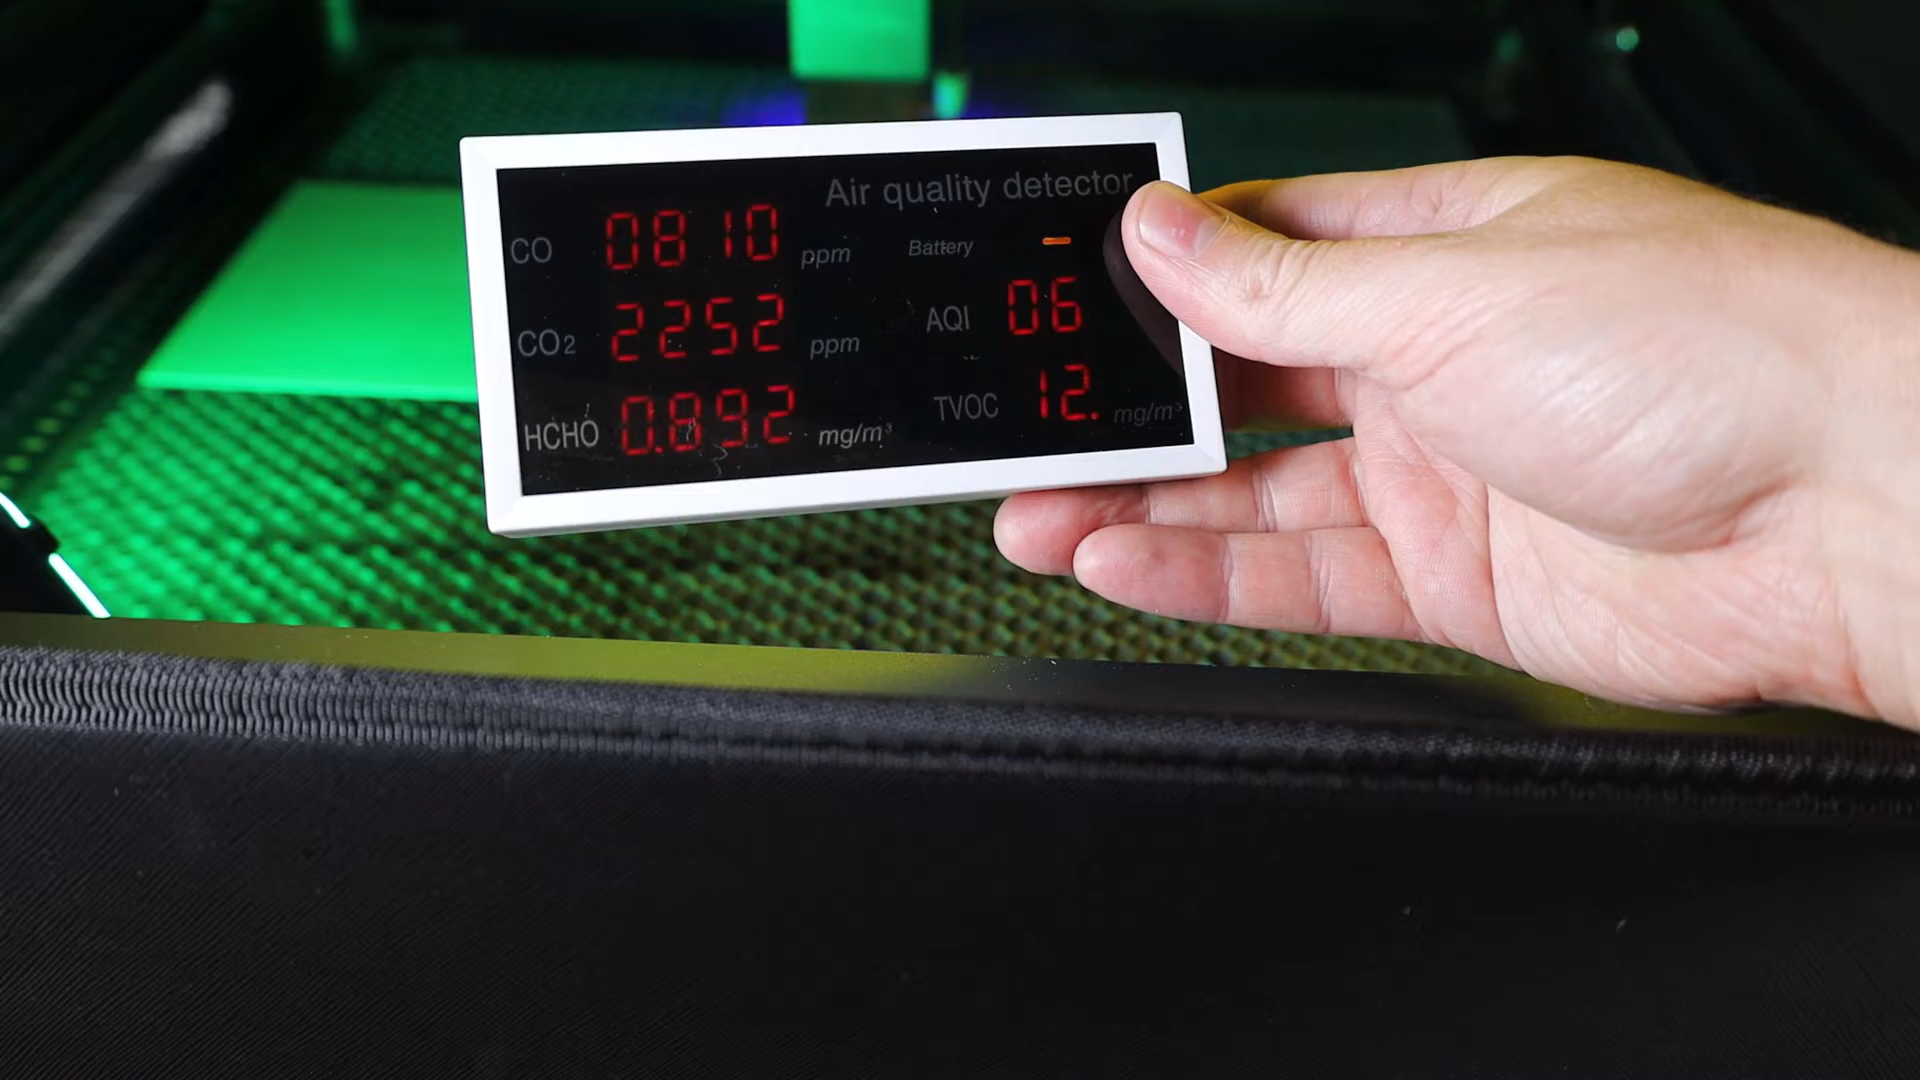 Air quality detector
CO 0810 ppm Battery
CO2 2252 ppm AQI 06
HCHO 0.892 mg/m³ TVOC 12. mg/m³